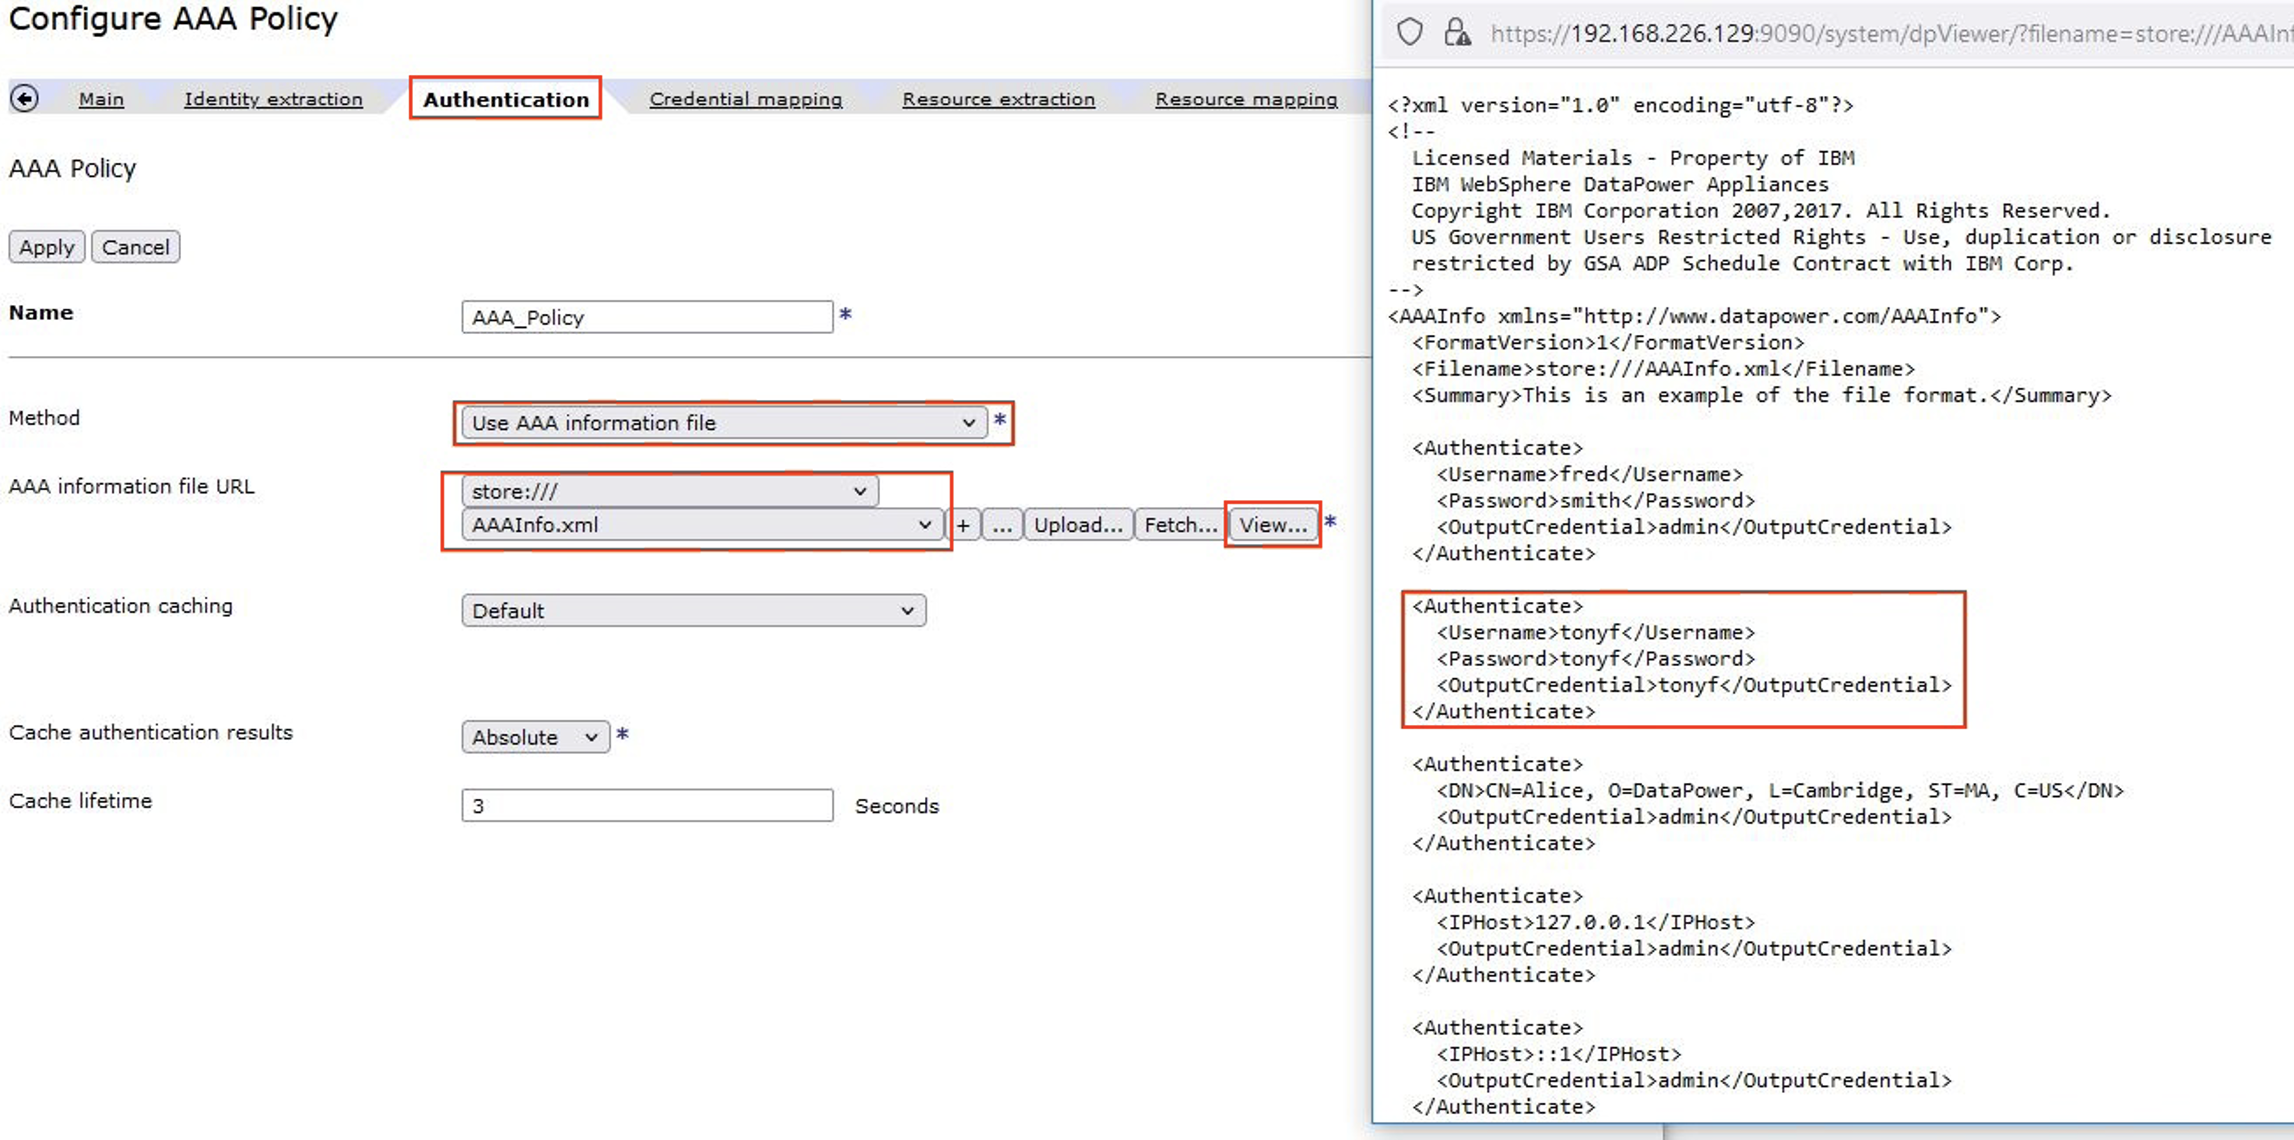 Configure AAA Policy
Main Identity extraction Authentication Credential mapping Resource extraction Resource mapping
AAA Policy
Apply Cancel
Name AAA_Policy *
Method Use AAA information file *
AAA information file URL store:///
AAAInfo.xml + ... Upload... Fetch... View... *
Authentication caching Default
Cache authentication results Absolute *
Cache lifetime 3 Seconds
https://192.168.226.129:9090/system/dpViewer/?filename=store:///AAAInf
<?xml version="1.0" encoding="utf-8"?>
<!--
Licensed Materials - Property of IBM
IBM WebSphere DataPower Appliances
Copyright IBM Corporation 2007,2017. All Rights Reserved.
US Government Users Restricted Rights - Use, duplication or disclosure
restricted by GSA ADP Schedule Contract with IBM Corp.
-->
<AAAInfo xmlns="http://www.datapower.com/AAAInfo">
<FormatVersion>1</FormatVersion>
<Filename>store:///AAAInfo.xml</Filename>
<Summary>This is an example of the file format.</Summary>
<Authenticate>
<Username>fred</Username>
<Password>smith</Password>
<OutputCredential>admin</OutputCredential>
</Authenticate>
<Authenticate>
<Username>tonyf</Username>
<Password>tonyf</Password>
<OutputCredential>tonyf</OutputCredential>
</Authenticate>
<Authenticate>
<DN>CN=Alice, O=DataPower, L=Cambridge, ST=MA, C=US</DN>
<OutputCredential>admin</OutputCredential>
</Authenticate>
<Authenticate>
<IPHost>127.0.0.1</IPHost>
<OutputCredential>admin</OutputCredential>
</Authenticate>
<Authenticate>
<IPHost>::1</IPHost>
<OutputCredential>admin</OutputCredential>
</Authenticate>